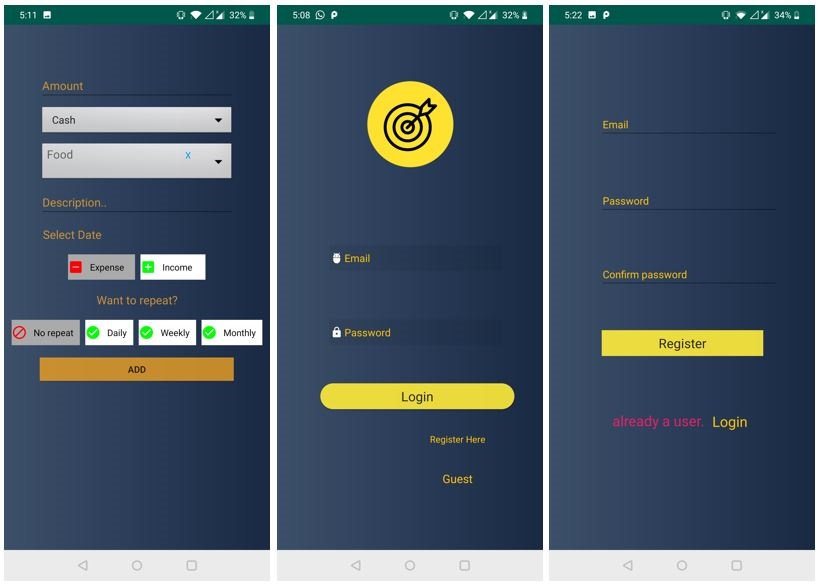 5:11 32%
Amount
Cash
Food x
Description..
Select Date
Expense Income
Want to repeat?
No repeat Daily Weekly Monthly
ADD
5:08 32%
Email
Password
Login
Register Here
Guest
5:22 34%
Email
Password
Confirm password
Register
already a user. Login